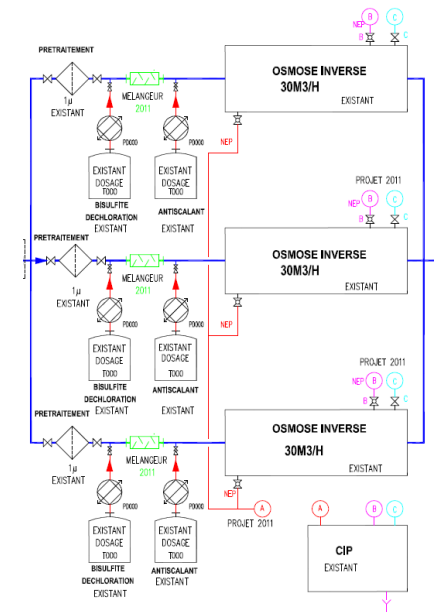 NEP
B
C
B
C
PRETRAITEMENT
OSMOSE INVERSE
30M3/H
EXISTANT
1µ
EXISTANT
MELANGEUR
2011
P0000
P0000
NEP
EXISTANT
DOSAGE
T000
EXISTANT
DOSAGE
T000
BISULFITE
DECHLORATION
EXISTANT
ANTISCALANT
EXISTANT
PROJET 2011
NEP
B
C
B
C
PRETRAITEMENT
OSMOSE INVERSE
30M3/H
EXISTANT
1µ
EXISTANT
MELANGEUR
2011
P0000
P0000
NEP
EXISTANT
DOSAGE
T000
EXISTANT
DOSAGE
T000
BISULFITE
DECHLORATION
EXISTANT
ANTISCALANT
EXISTANT
PROJET 2011
NEP
B
C
B
C
PRETRAITEMENT
OSMOSE INVERSE
30M3/H
EXISTANT
1µ
EXISTANT
MELANGEUR
2011
P0000
P0000
NEP
A
PROJET 2011
EXISTANT
DOSAGE
T000
EXISTANT
DOSAGE
T000
BISULFITE
DECHLORATION
EXISTANT
ANTISCALANT
EXISTANT
A
B
C
CIP
EXISTANT